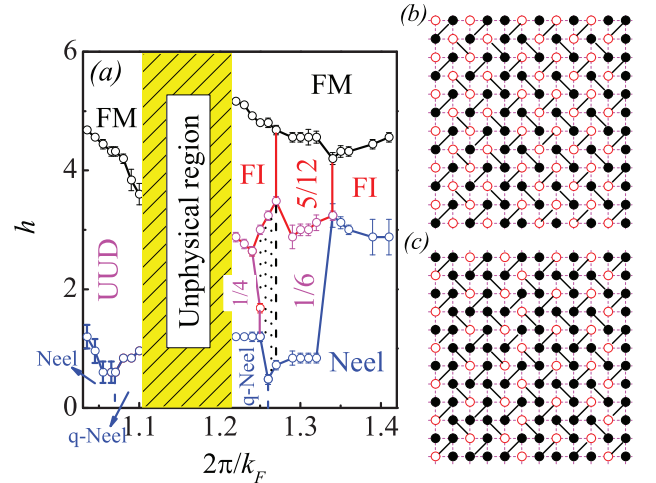 (a)
(b)
6
4
2
0
h
FM
FM
Unphysical region
UUD
FI
5/12
FI
1/4
1/6
Neel
q-Neel
q-Neel
Neel
1.1
1.2
1.3
1.4
2π/k_F
(c)